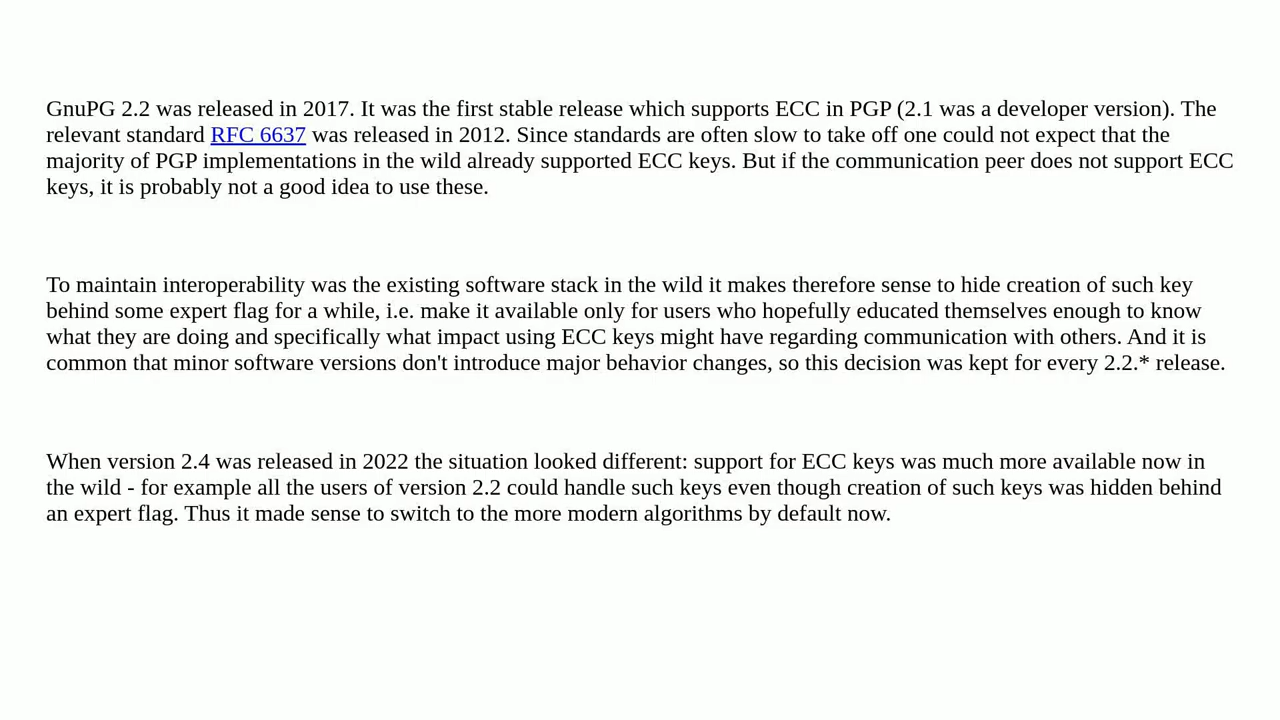 GnuPG 2.2 was released in 2017. It was the first stable release which supports ECC in PGP (2.1 was a developer version). The
relevant standard RFC 6637 was released in 2012. Since standards are often slow to take off one could not expect that the
majority of PGP implementations in the wild already supported ECC keys. But if the communication peer does not support ECC
keys, it is probably not a good idea to use these.
To maintain interoperability was the existing software stack in the wild it makes therefore sense to hide creation of such key
behind some expert flag for a while, i.e. make it available only for users who hopefully educated themselves enough to know
what they are doing and specifically what impact using ECC keys might have regarding communication with others. And it is
common that minor software versions don't introduce major behavior changes, so this decision was kept for every 2.2.* release.
When version 2.4 was released in 2022 the situation looked different: support for ECC keys was much more available now in
the wild - for example all the users of version 2.2 could handle such keys even though creation of such keys was hidden behind
an expert flag. Thus it made sense to switch to the more modern algorithms by default now.